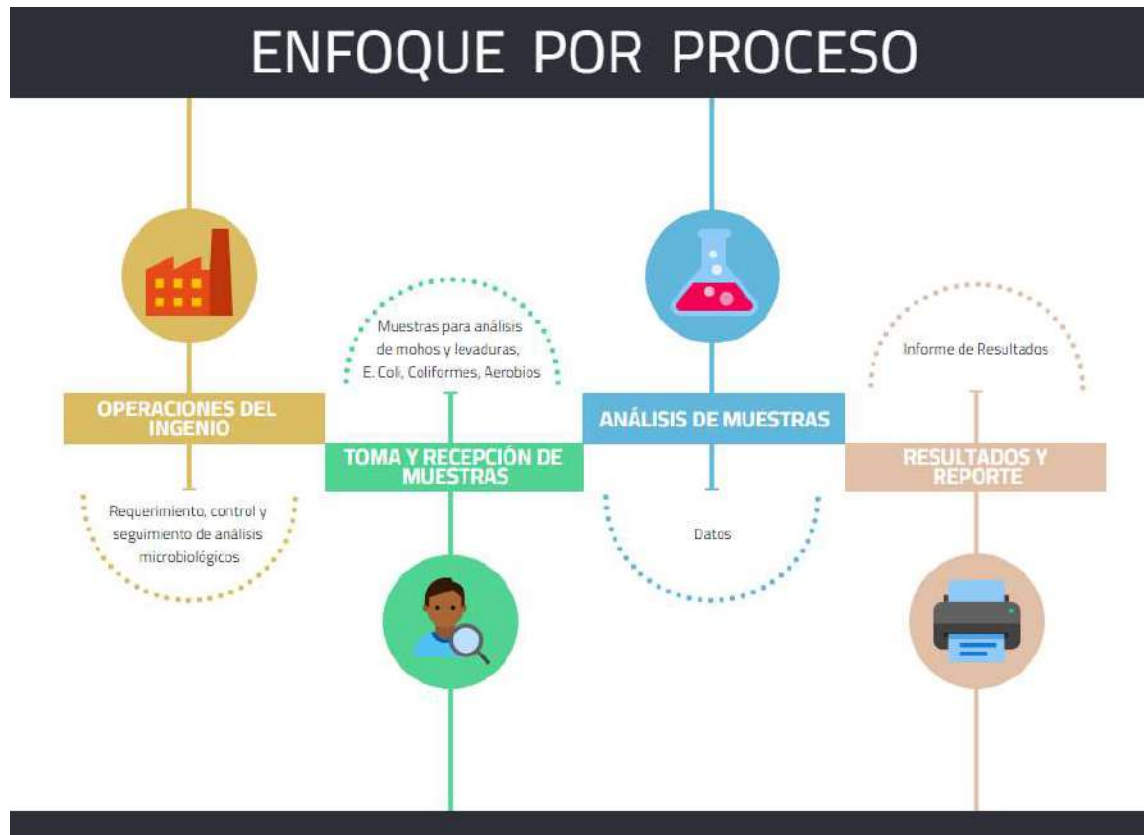 ENFOQUE POR PROCESO
OPERACIONES DEL
INGENIO
Requerimiento, control y
seguimiento de análisis
microbiológicos
Muestras para análisis
de mohos y levaduras,
E. Coli, Coliformes, Aerobios
TOMA Y RECEPCIÓN DE
MUESTRAS
ANÁLISIS DE MUESTRAS
Datos
Informe de Resultados
RESULTADOS Y
REPORTE